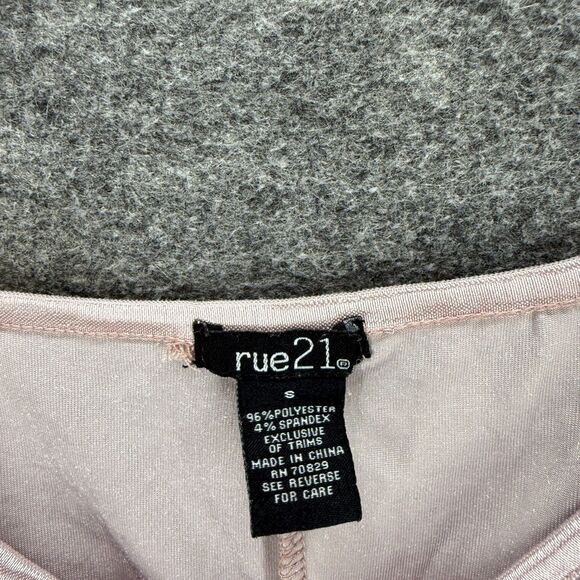 rue21®
S
96%POLYESTER
4% SPANDEX
EXCLUSIVE
OF TRIMS
MADE IN CHINA
RN 70829
SEE REVERSE
FOR CARE